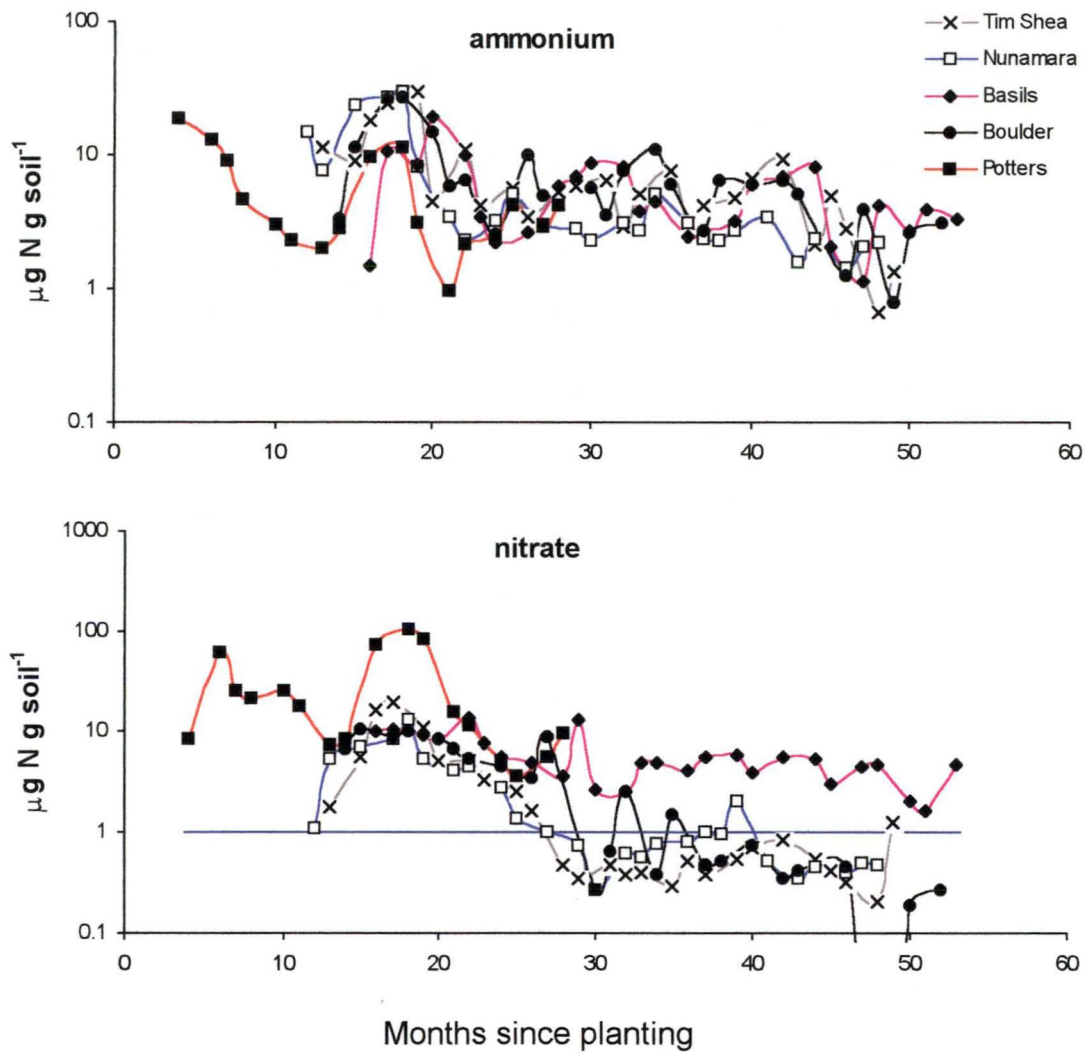 ammonium
Tim Shea
Nunamara
Basils
Boulder
Potters
µg N g soil⁻¹
100
10
1
0.1
0 10 20 30 40 50 60
nitrate
µg N g soil⁻¹
1000
100
10
1
0.1
0 10 20 30 40 50 60
Months since planting